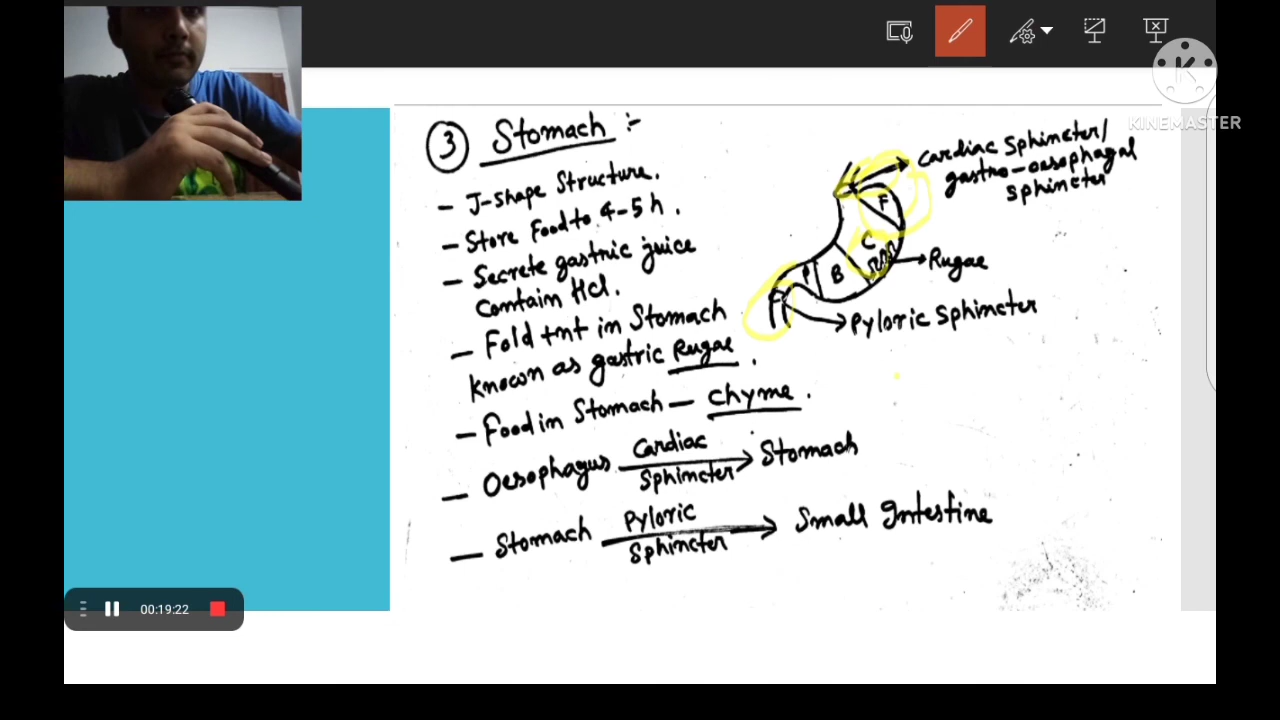 KINEMASTER
③ Stomach :-
- J-shape Structure.
- Store Food to 4-5 h.
- Secrete gastric juice
Contain Hcl.
- Fold tnt in Stomach
known as gastric Rugae.
- Food in Stomach - Chyme.
- Oesophagus Cardiac Sphincter → Stomach
- Stomach Pyloric Sphincter → Small Intestine
Cardiac Sphincter/
gastro-oesophagal
sphincter
F
C
B
P
Rugae
Pyloric Sphincter
00:19:22